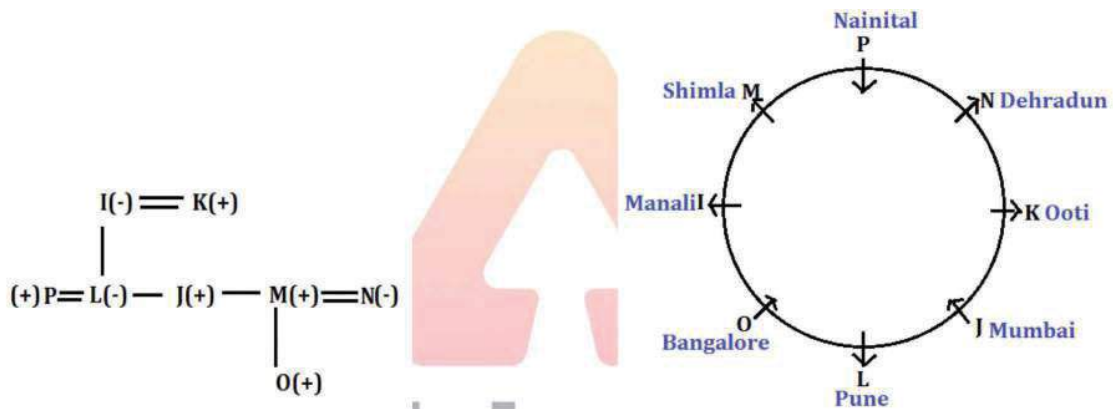 I(-) K(+)
(+)P L(-) J(+) M(+) N(-)
O(+)
Nainital
P
Shimla M
N Dehradun
Manali I
K Ooti
O
Bangalore
J Mumbai
L
Pune